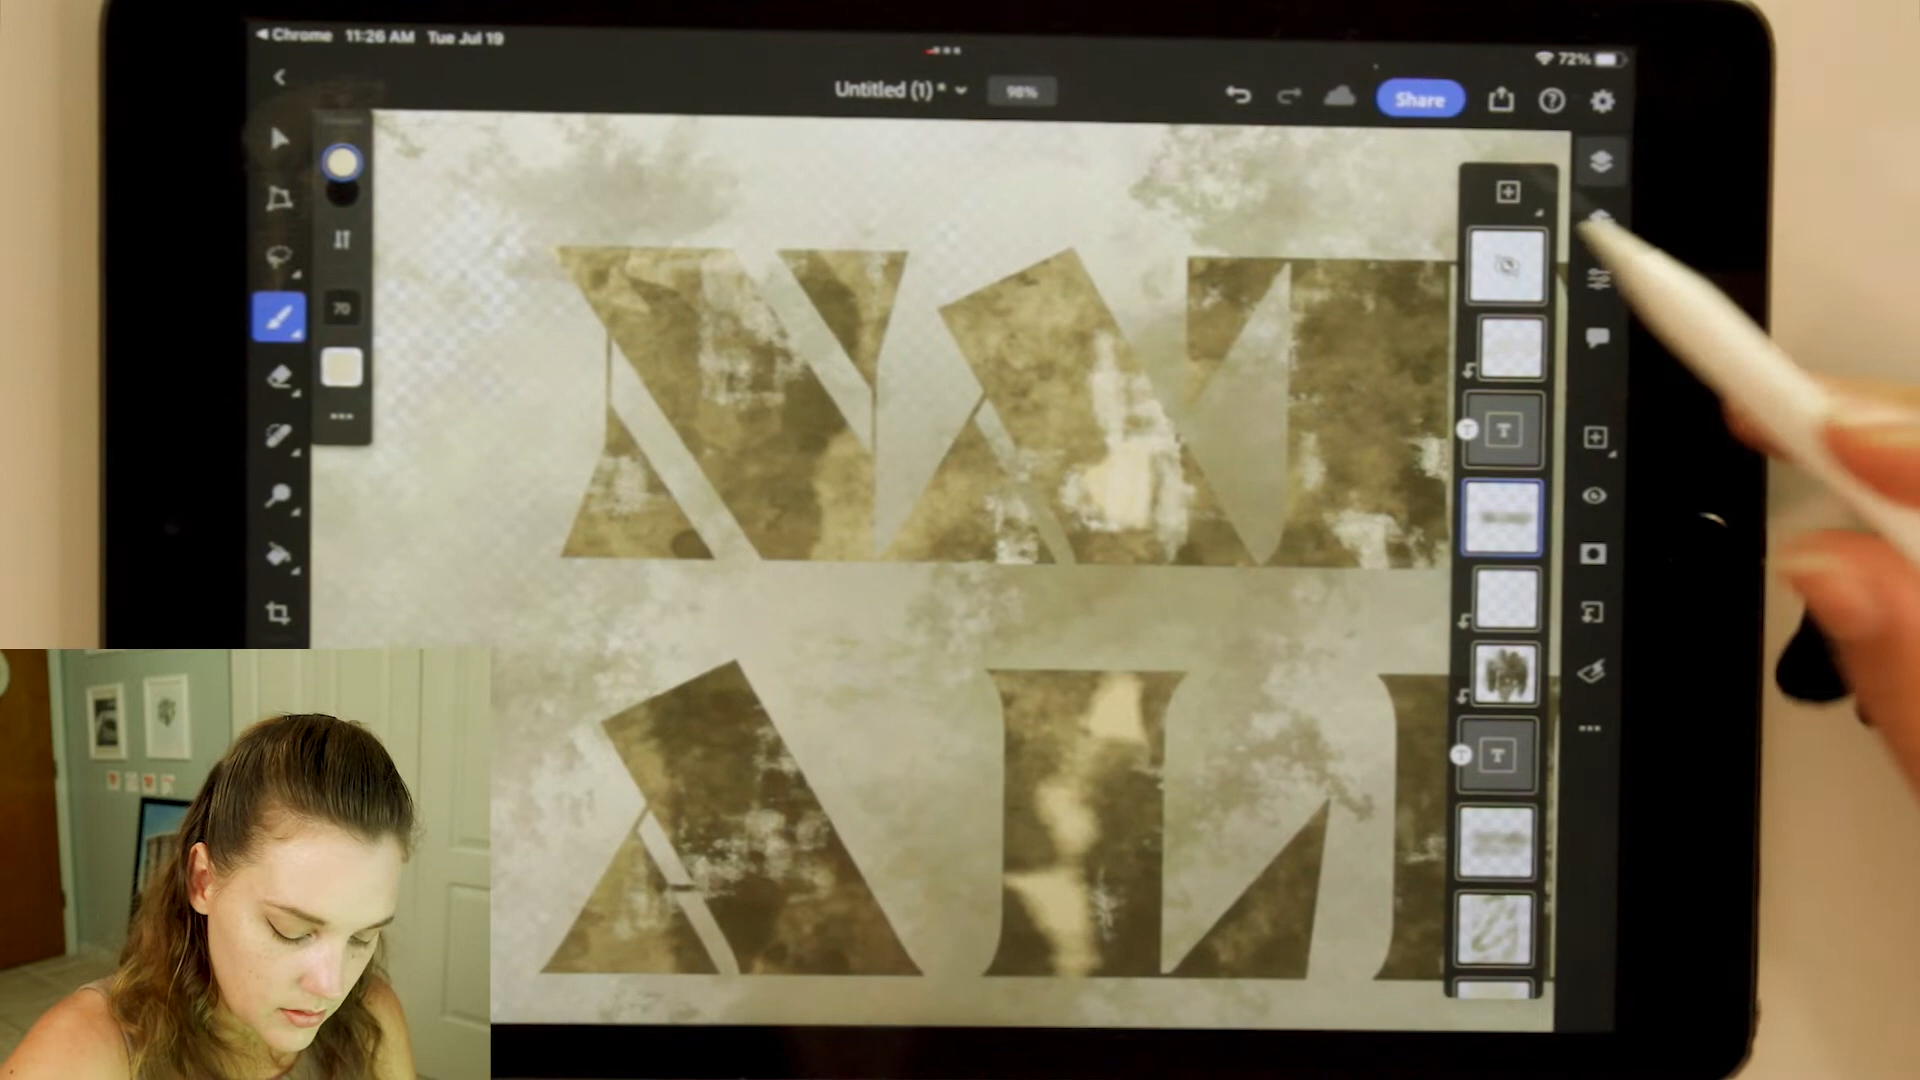 Chrome 11:26 AM Tue Jul 19
72%
Untitled (1) * 98%
Share
70
T
T